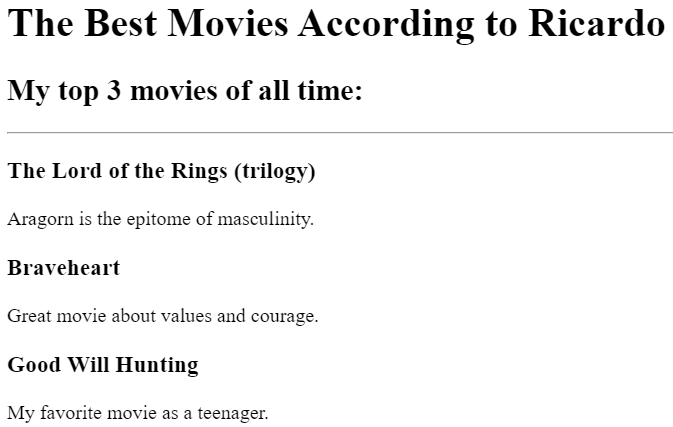 The Best Movies According to Ricardo
My top 3 movies of all time:
The Lord of the Rings (trilogy)
Aragorn is the epitome of masculinity.
Braveheart
Great movie about values and courage.
Good Will Hunting
My favorite movie as a teenager.